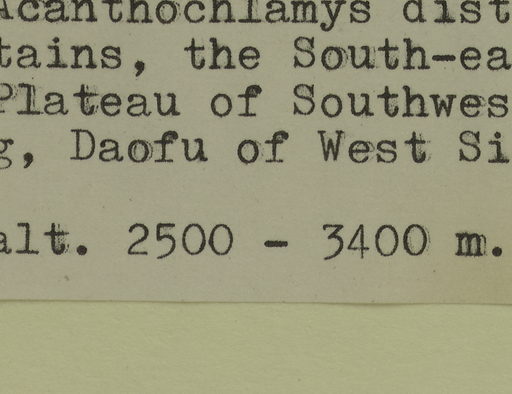 Acanthochlamys dist
tains, the South-ea
Plateau of Southwes
g, Daofu of West Si
alt. 2500 - 3400 m.